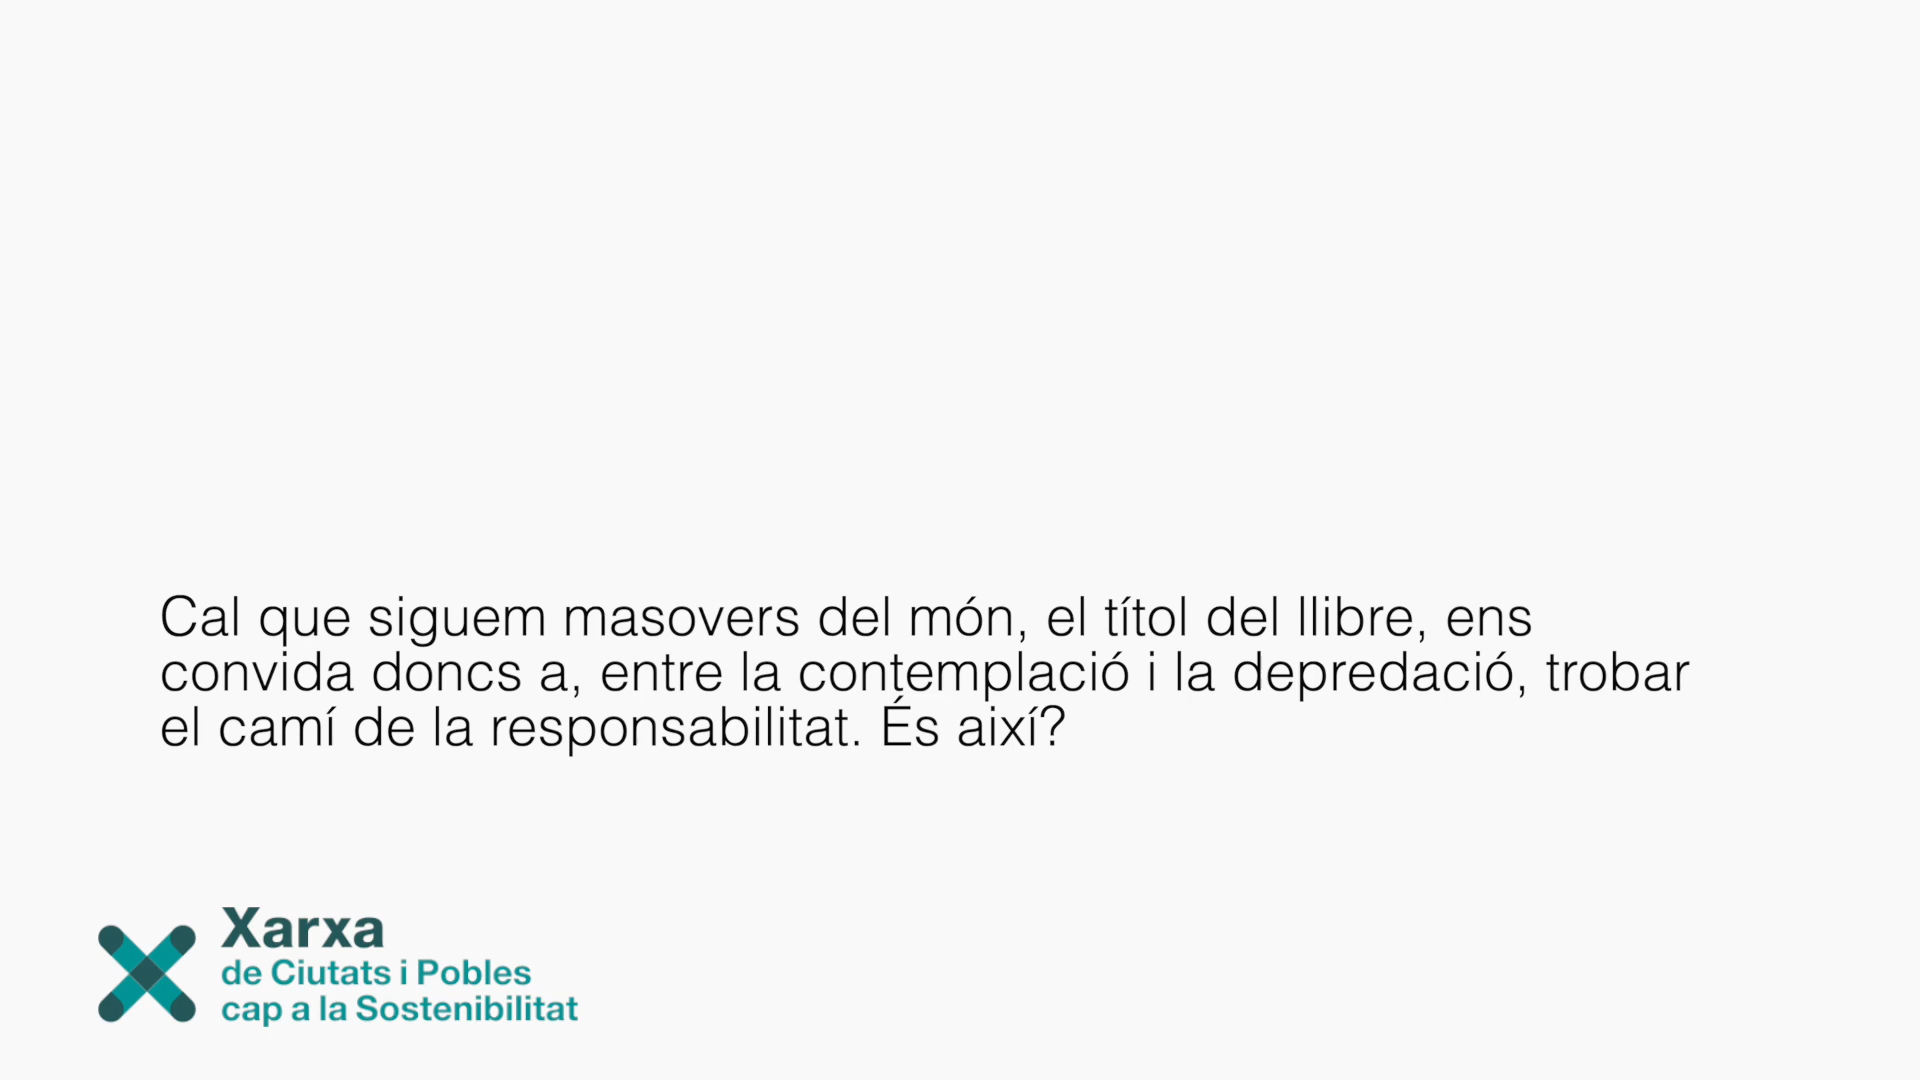 Cal que siguem masovers del món, el títol del llibre, ens
convida doncs a, entre la contemplació i la depredació, trobar
el camí de la responsabilitat. És així?
Xarxa
de Ciutats i Pobles
cap a la Sostenibilitat